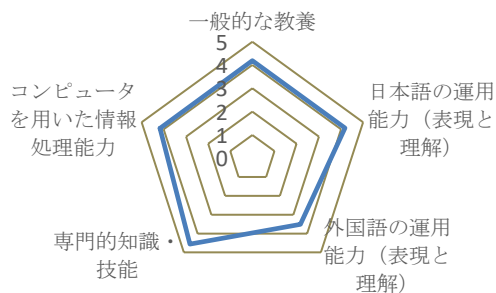 一般的な教養
5
4
3
2
1
0
日本語の運用
能力（表現と
理解）
外国語の運用
能力（表現と
理解）
専門的知識・
技能
コンピュータ
を用いた情報
処理能力